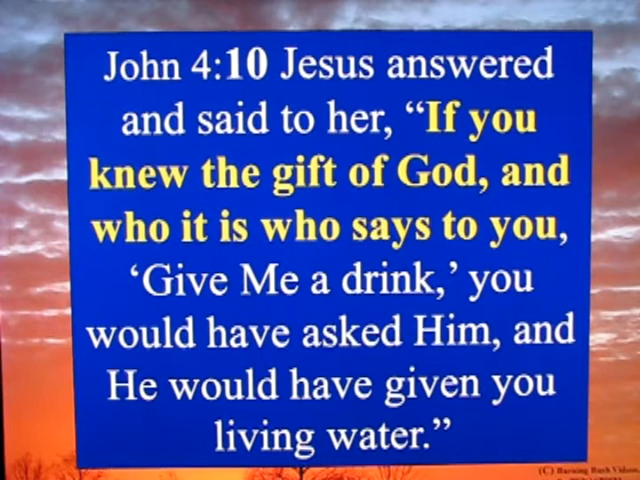 John 4:10 Jesus answered
and said to her, “If you
knew the gift of God, and
who it is who says to you,
‘Give Me a drink,’ you
would have asked Him, and
He would have given you
living water.”
(C) Burning Bush Videos,